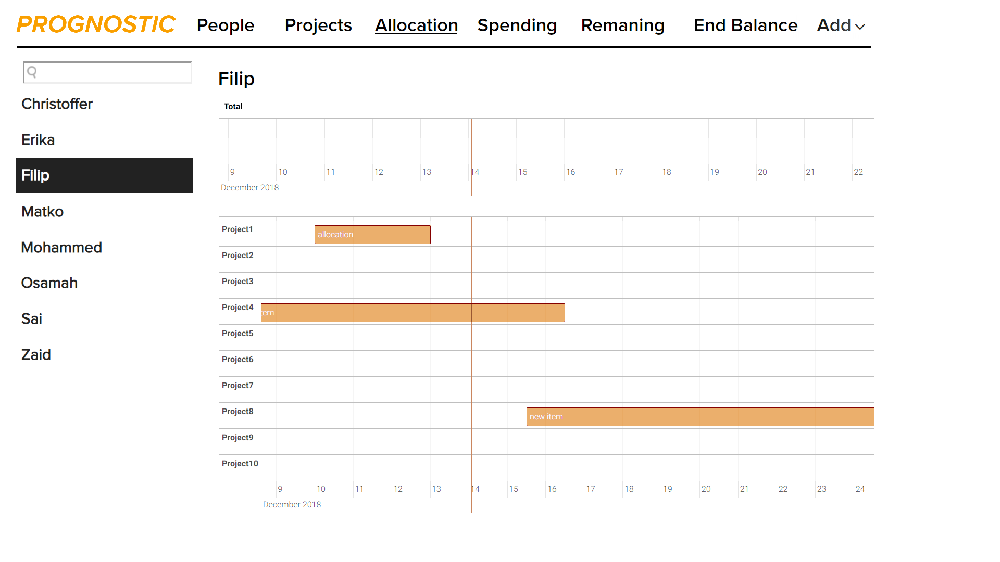 PROGNOSTIC People Projects Allocation Spending Remaning End Balance Add
Christoffer
Erika
Filip
Matko
Mohammed
Osamah
Sai
Zaid
Filip
Total
9 10 11 12 13 14 15 16 17 18 19 20 21 22
December 2018
Project1 allocation
Project2
Project3
Project4 tem
Project5
Project6
Project7
Project8 new item
Project9
Project10
9 10 11 12 13 14 15 16 17 18 19 20 21 22 23 24
December 2018